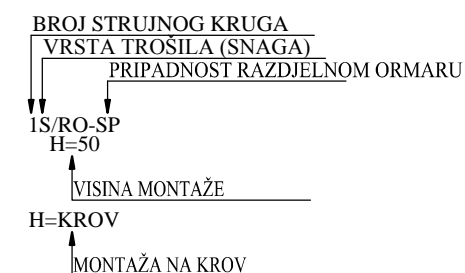 BROJ STRUJNOG KRUGA
VRSTA TROŠILA (SNAGA)
PRIPADNOST RAZDJELNOM ORMARU
1S/RO-SP
H=50
VISINA MONTAŽE
H=KROV
MONTAŽA NA KROV